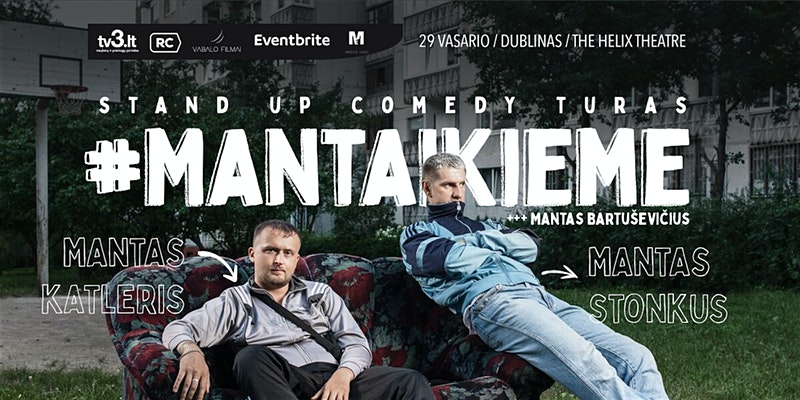 tv3.lt
RC
VABALO FILMAI
Eventbrite
M
29 VASARIO / DUBLINAS / THE HELIX THEATRE
STAND UP COMEDY TURAS
#MANTAIKIEME
+++ MANTAS BARTUŠEVIČIUS
MANTAS
KATLERIS
MANTAS
STONKUS